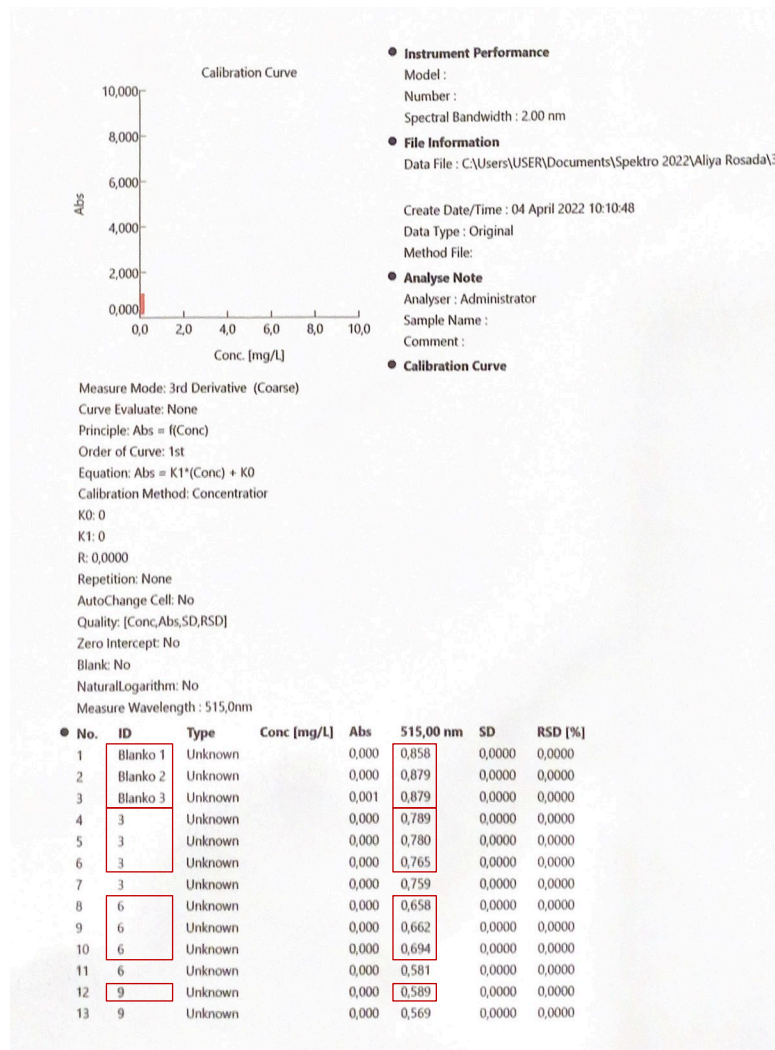 Calibration Curve
10,000
8,000
6,000
4,000
2,000
0,000
Abs
0,0 2,0 4,0 6,0 8,0 10,0
Conc. [mg/L]
Instrument Performance
Model :
Number :
Spectral Bandwidth : 2.00 nm
File Information
Data File : C:\Users\USER\Documents\Spektro 2022\Aliya Rosada\3
Create Date/Time : 04 April 2022 10:10:48
Data Type : Original
Method File:
Analyse Note
Analyser : Administrator
Sample Name :
Comment :
Calibration Curve
Measure Mode: 3rd Derivative (Coarse)
Curve Evaluate: None
Principle: Abs = f(Conc)
Order of Curve: 1st
Equation: Abs = K1*(Conc) + K0
Calibration Method: Concentratior
K0: 0
K1: 0
R: 0,0000
Repetition: None
AutoChange Cell: No
Quality: [Conc,Abs,SD,RSD]
Zero Intercept: No
Blank: No
NaturalLogarithm: No
Measure Wavelength : 515,0nm
No. ID Type Conc [mg/L] Abs 515,00 nm SD RSD [%]
1 Blanko 1 Unknown 0,000 0,858 0,0000 0,0000
2 Blanko 2 Unknown 0,000 0,879 0,0000 0,0000
3 Blanko 3 Unknown 0,001 0,879 0,0000 0,0000
4 3 Unknown 0,000 0,789 0,0000 0,0000
5 3 Unknown 0,000 0,780 0,0000 0,0000
6 3 Unknown 0,000 0,765 0,0000 0,0000
7 3 Unknown 0,000 0,759 0,0000 0,0000
8 6 Unknown 0,000 0,658 0,0000 0,0000
9 6 Unknown 0,000 0,662 0,0000 0,0000
10 6 Unknown 0,000 0,694 0,0000 0,0000
11 6 Unknown 0,000 0,581 0,0000 0,0000
12 9 Unknown 0,000 0,589 0,0000 0,0000
13 9 Unknown 0,000 0,569 0,0000 0,0000